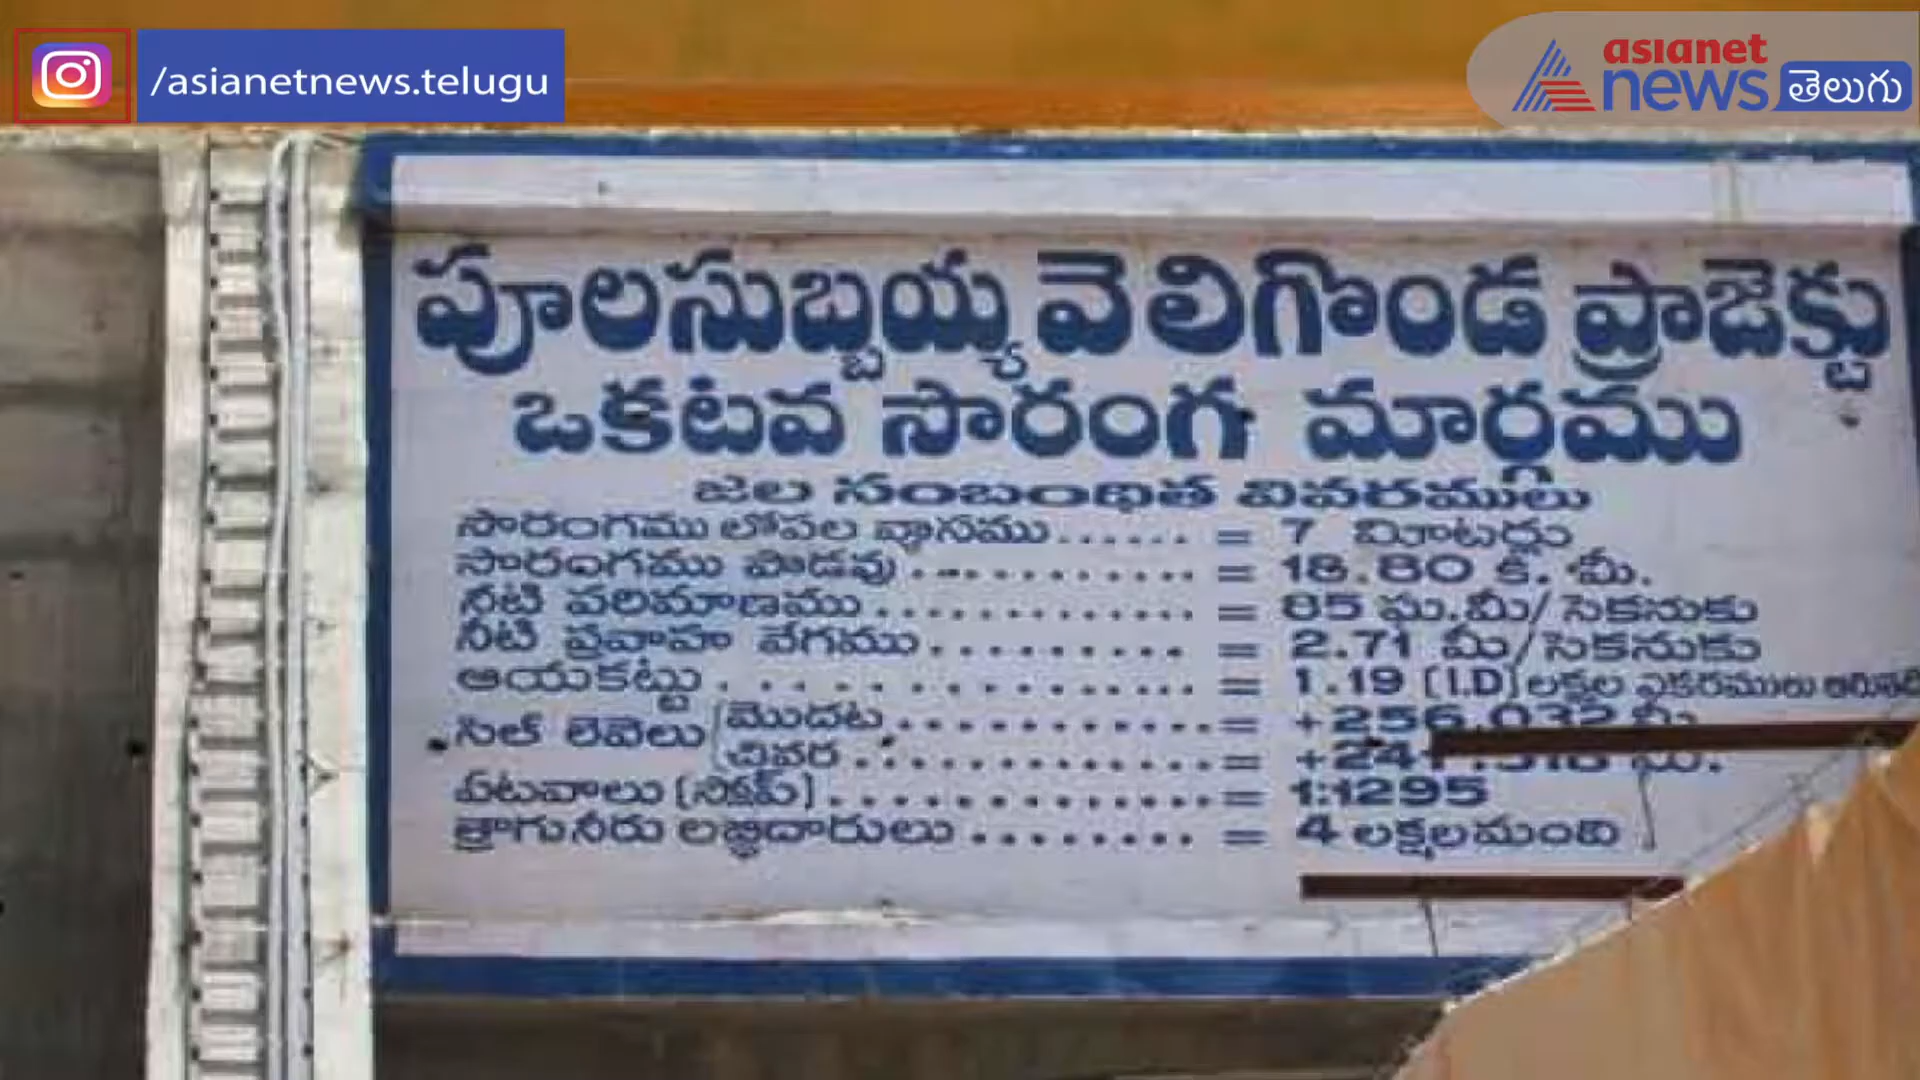 /asianetnews.telugu
asianet
news తెలుగు
పూలసుబ్బయ్య వెలిగొండ ప్రాజెక్టు
ఒకటవ సొరంగ మార్గము
జల సంబంధిత వివరములు
సొరంగము లోపల వ్యాసము...... = 7 మీటర్లు
సొరంగము పొడవు.......... = 18.80 కి. మీ.
నీటి పరిమాణము.......... = 85 ఘ.మీ/సెకనుకు
నీటి ప్రవాహ వేగము......... = 2.71 మీ/సెకనుకు
ఆయకట్టు............ = 1.19 (I.D) లక్షల ఎకరములు
సిల్ లెవెలు మొదట.......... = +256.032 మీ
చివర........... = మీ.
వీటువాలు (సికష్).......... = 1:1295
త్రాగునీరు లబ్ధిదారులు........ = 4 లక్షలమంది